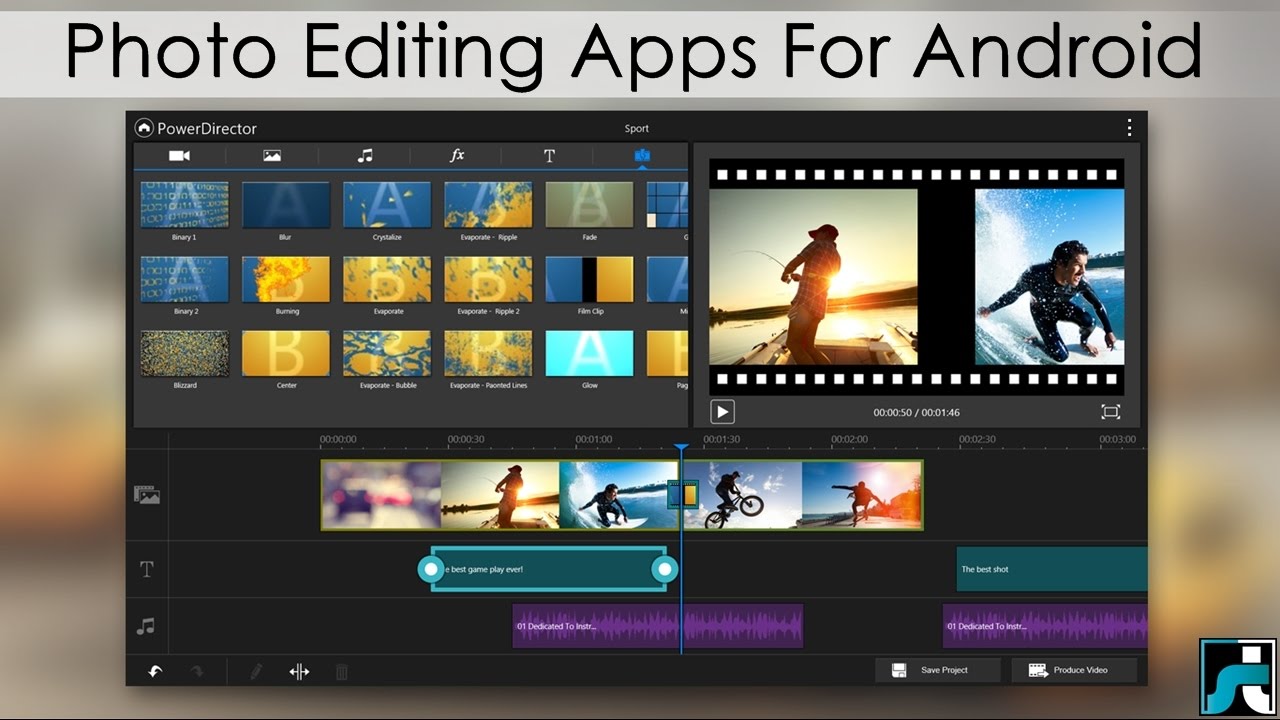 Photo Editing Apps For Android
PowerDirector
Sport
fx
T
Binary 1
Blur
Crystalize
Evaporate - Ripple
Fade
G
Binary 2
Burning
Evaporate
Evaporate - Ripple 2
Film Clip
Blizzard
Center
Evaporate - Bubble
Evaporate - Paonted Lines
Glow
Pag
00:00:50 / 00:01:46
00:00:00
00:00:30
00:01:00
00:01:30
00:02:00
00:02:30
00:03:00
T
e best game play ever!
The best shot
01 Dedicated To Instr...
01 Dedicated To Instr...
Save Project
Produce Video